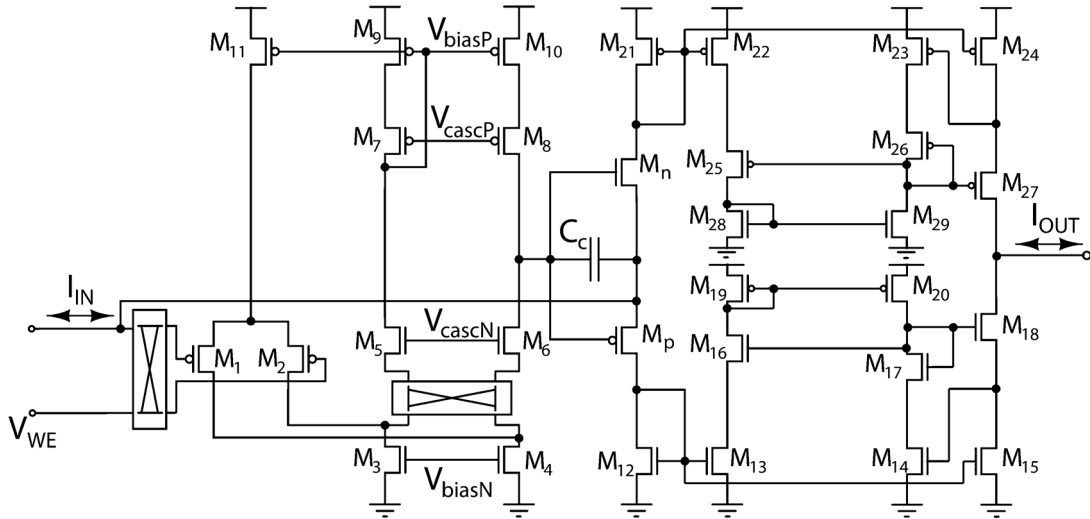 M11
M9
VbiasP
M10
M21
M22
M23
M24
M7
VcascP
M8
Mn
M25
M26
M27
M28
M29
Cc
IOUT
IIN
M19
M20
M5
VcascN
M6
Mp
M16
M17
M18
M1
M2
VWE
M3
VbiasN
M4
M12
M13
M14
M15